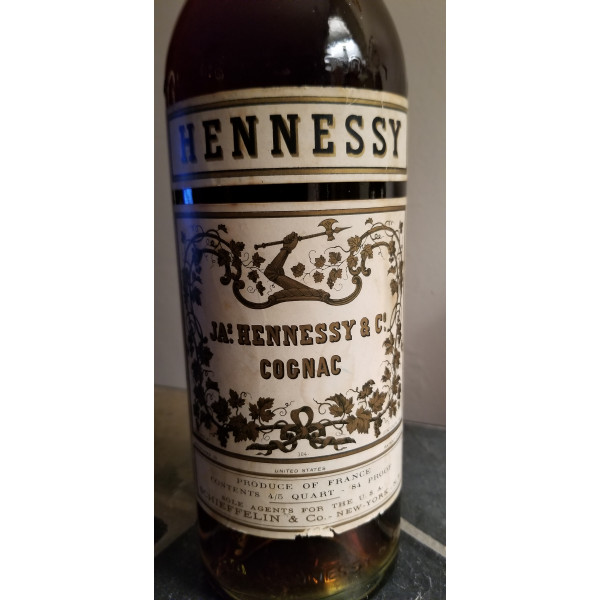 HENNESSY
JAS HENNESSY & Co
COGNAC
UNITED STATES
PRODUCE OF FRANCE
CONTENTS 4/5 QUART - 84 PROOF
SOLE AGENTS FOR THE U.S.A.
SCHIEFFELIN & Co. - NEW-YORK